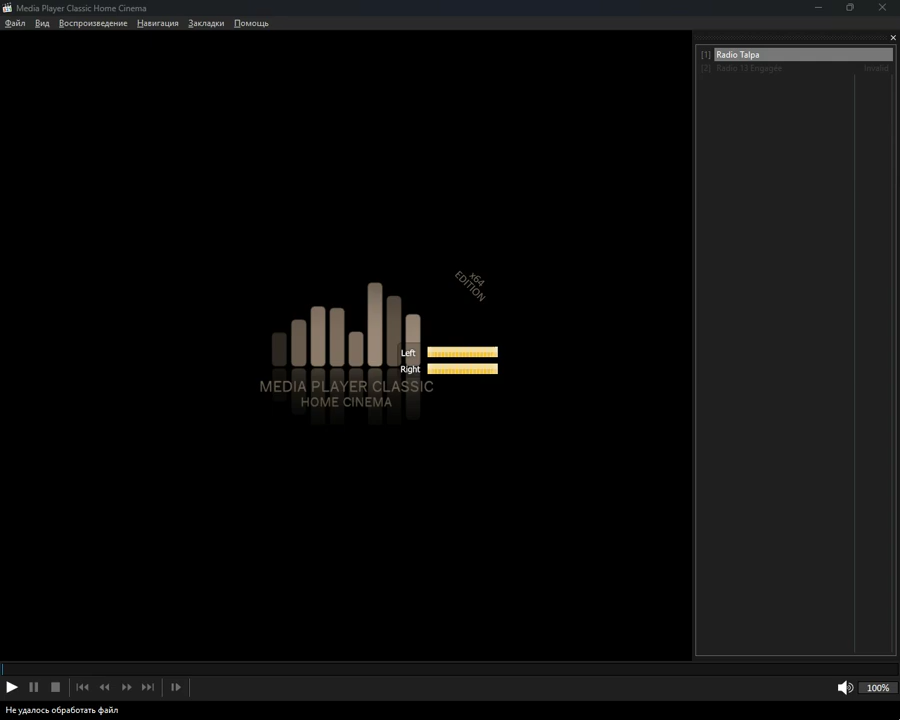 Media Player Classic Home Cinema
Файл Вид Воспроизведение Навигация Закладки Помощь
[1] Radio Talpa
[2] Radio 13 Engagée Invalid
x64
EDITION
Left
Right
MEDIA PLAYER CLASSIC
HOME CINEMA
100%
Не удалось обработать файл